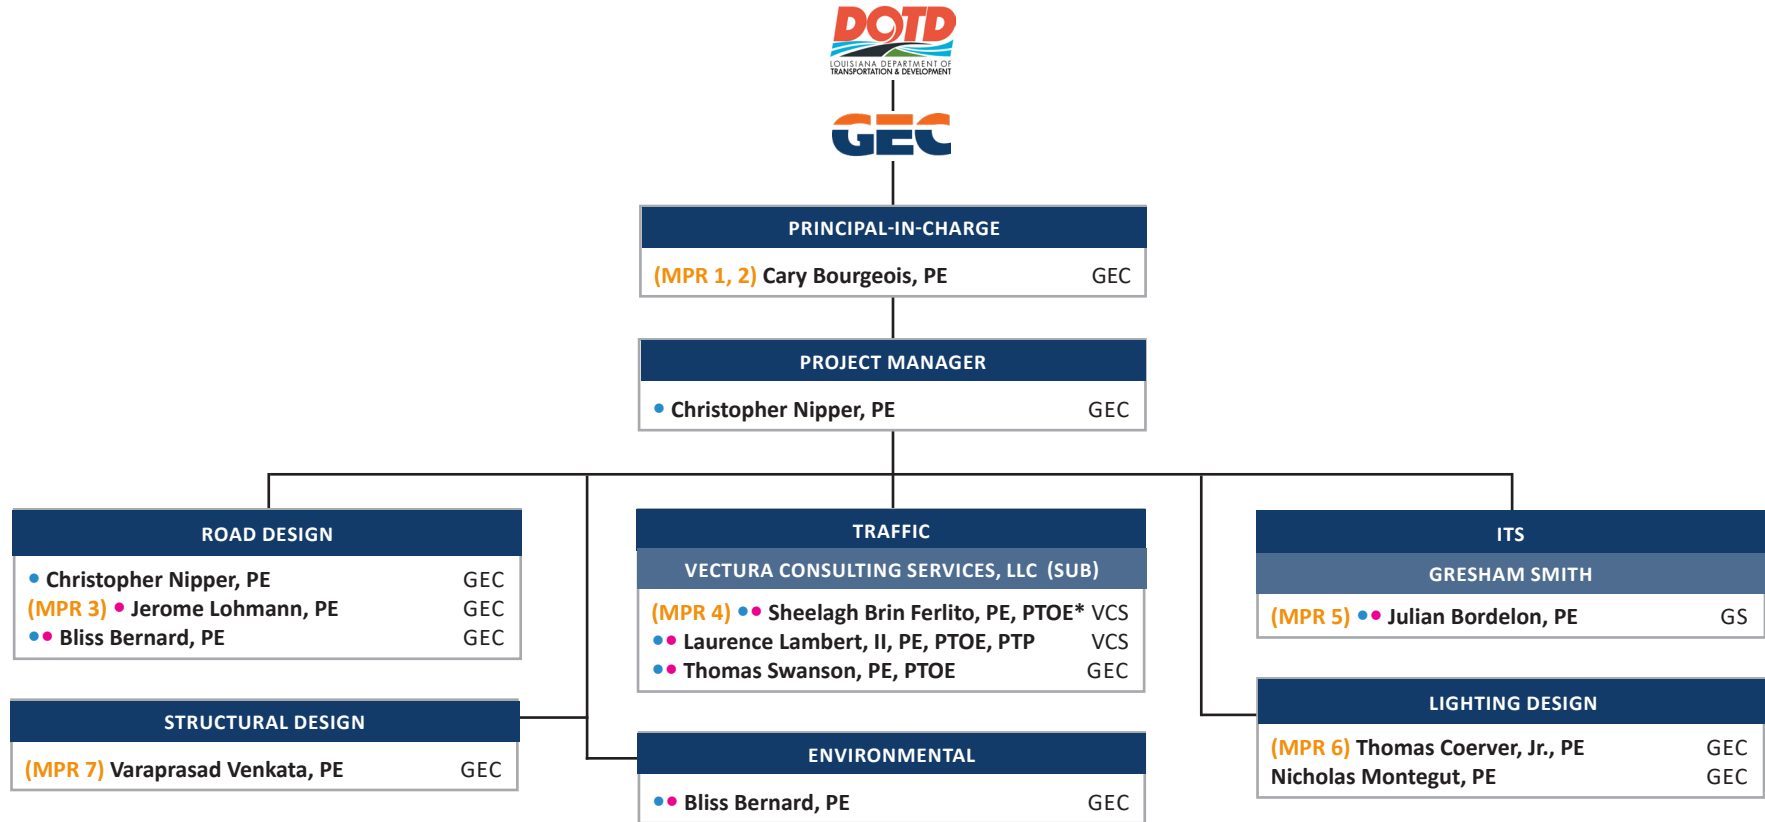 DOTD
LOUISIANA DEPARTMENT OF
TRANSPORTATION & DEVELOPMENT
GEC
PRINCIPAL-IN-CHARGE
(MPR 1, 2) Cary Bourgeois, PE GEC
PROJECT MANAGER
• Christopher Nipper, PE GEC
ROAD DESIGN
• Christopher Nipper, PE GEC
(MPR 3) • Jerome Lohmann, PE GEC
•• Bliss Bernard, PE GEC
STRUCTURAL DESIGN
(MPR 7) Varaprasad Venkata, PE GEC
TRAFFIC
VECTURA CONSULTING SERVICES, LLC (SUB)
(MPR 4) •• Sheelagh Brin Ferlito, PE, PTOE* VCS
•• Laurence Lambert, II, PE, PTOE, PTP VCS
•• Thomas Swanson, PE, PTOE GEC
ENVIRONMENTAL
•• Bliss Bernard, PE GEC
ITS
GRESHAM SMITH
(MPR 5) •• Julian Bordelon, PE GS
LIGHTING DESIGN
(MPR 6) Thomas Coerver, Jr., PE GEC
Nicholas Montegut, PE GEC